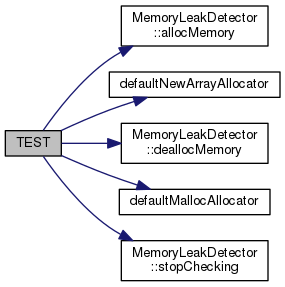 MemoryLeakDetector
::allocMemory
defaultNewArrayAllocator
TEST
MemoryLeakDetector
::deallocMemory
defaultMallocAllocator
MemoryLeakDetector
::stopChecking